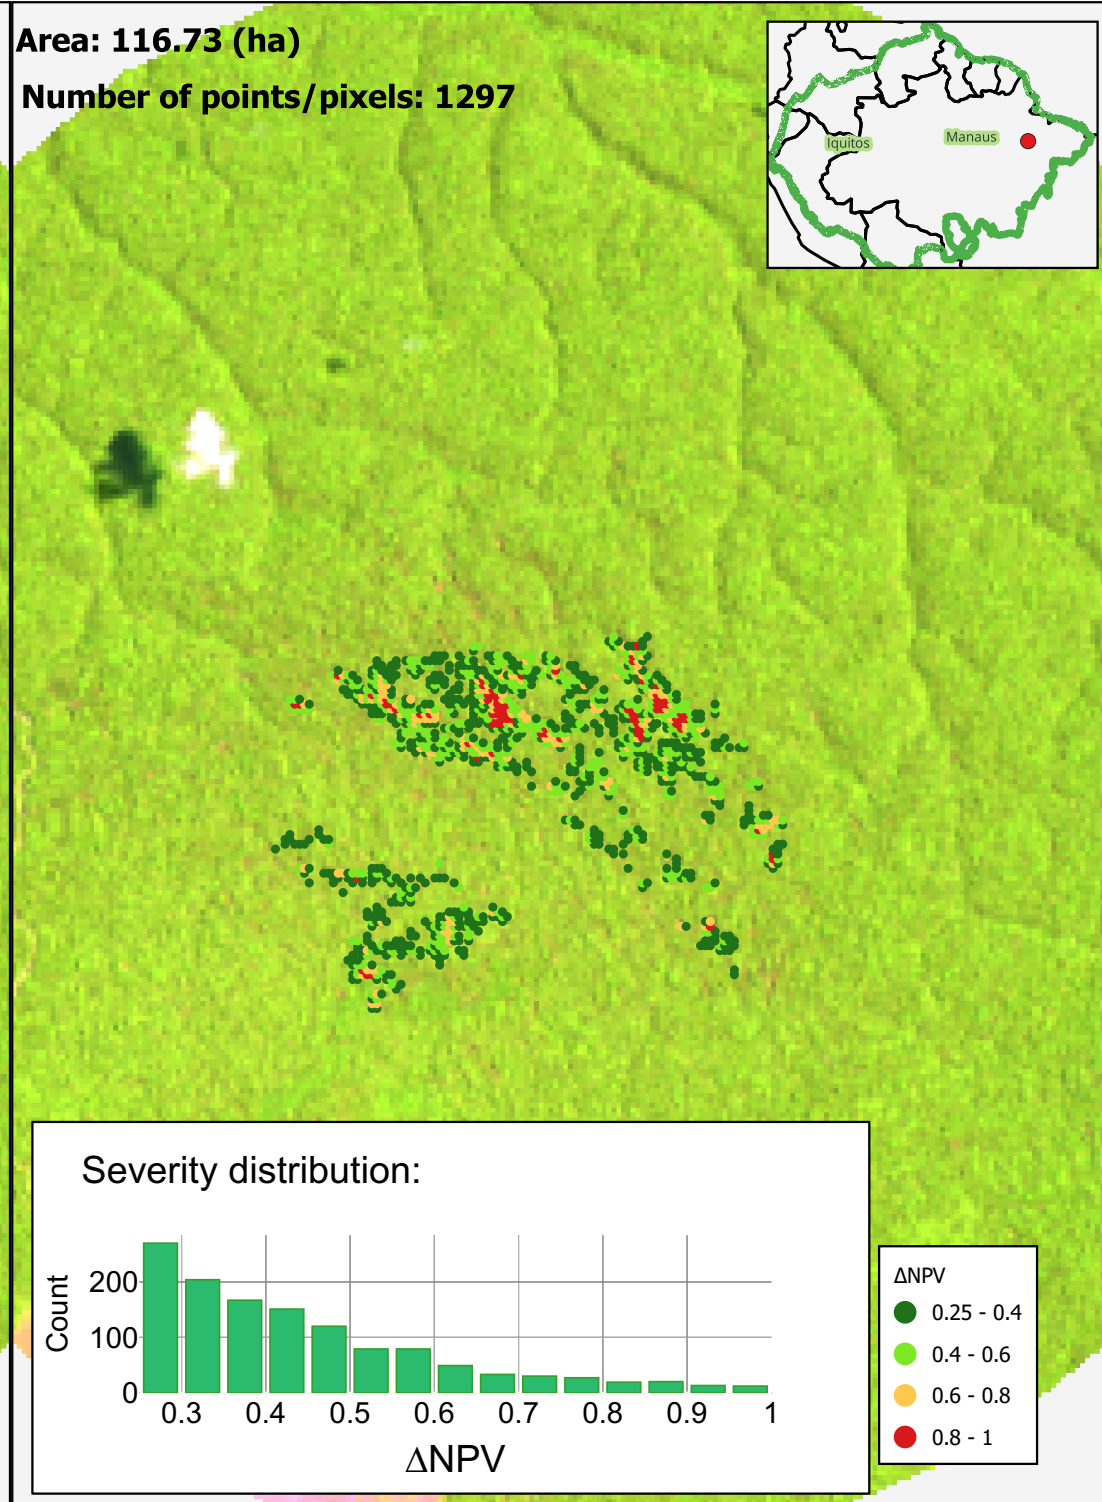 Area: 116.73 (ha)
Number of points/pixels: 1297
Iquitos
Manaus
Severity distribution:
Count
200
100
0
0.3 0.4 0.5 0.6 0.7 0.8 0.9 1
ΔNPV
ΔNPV
0.25 - 0.4
0.4 - 0.6
0.6 - 0.8
0.8 - 1